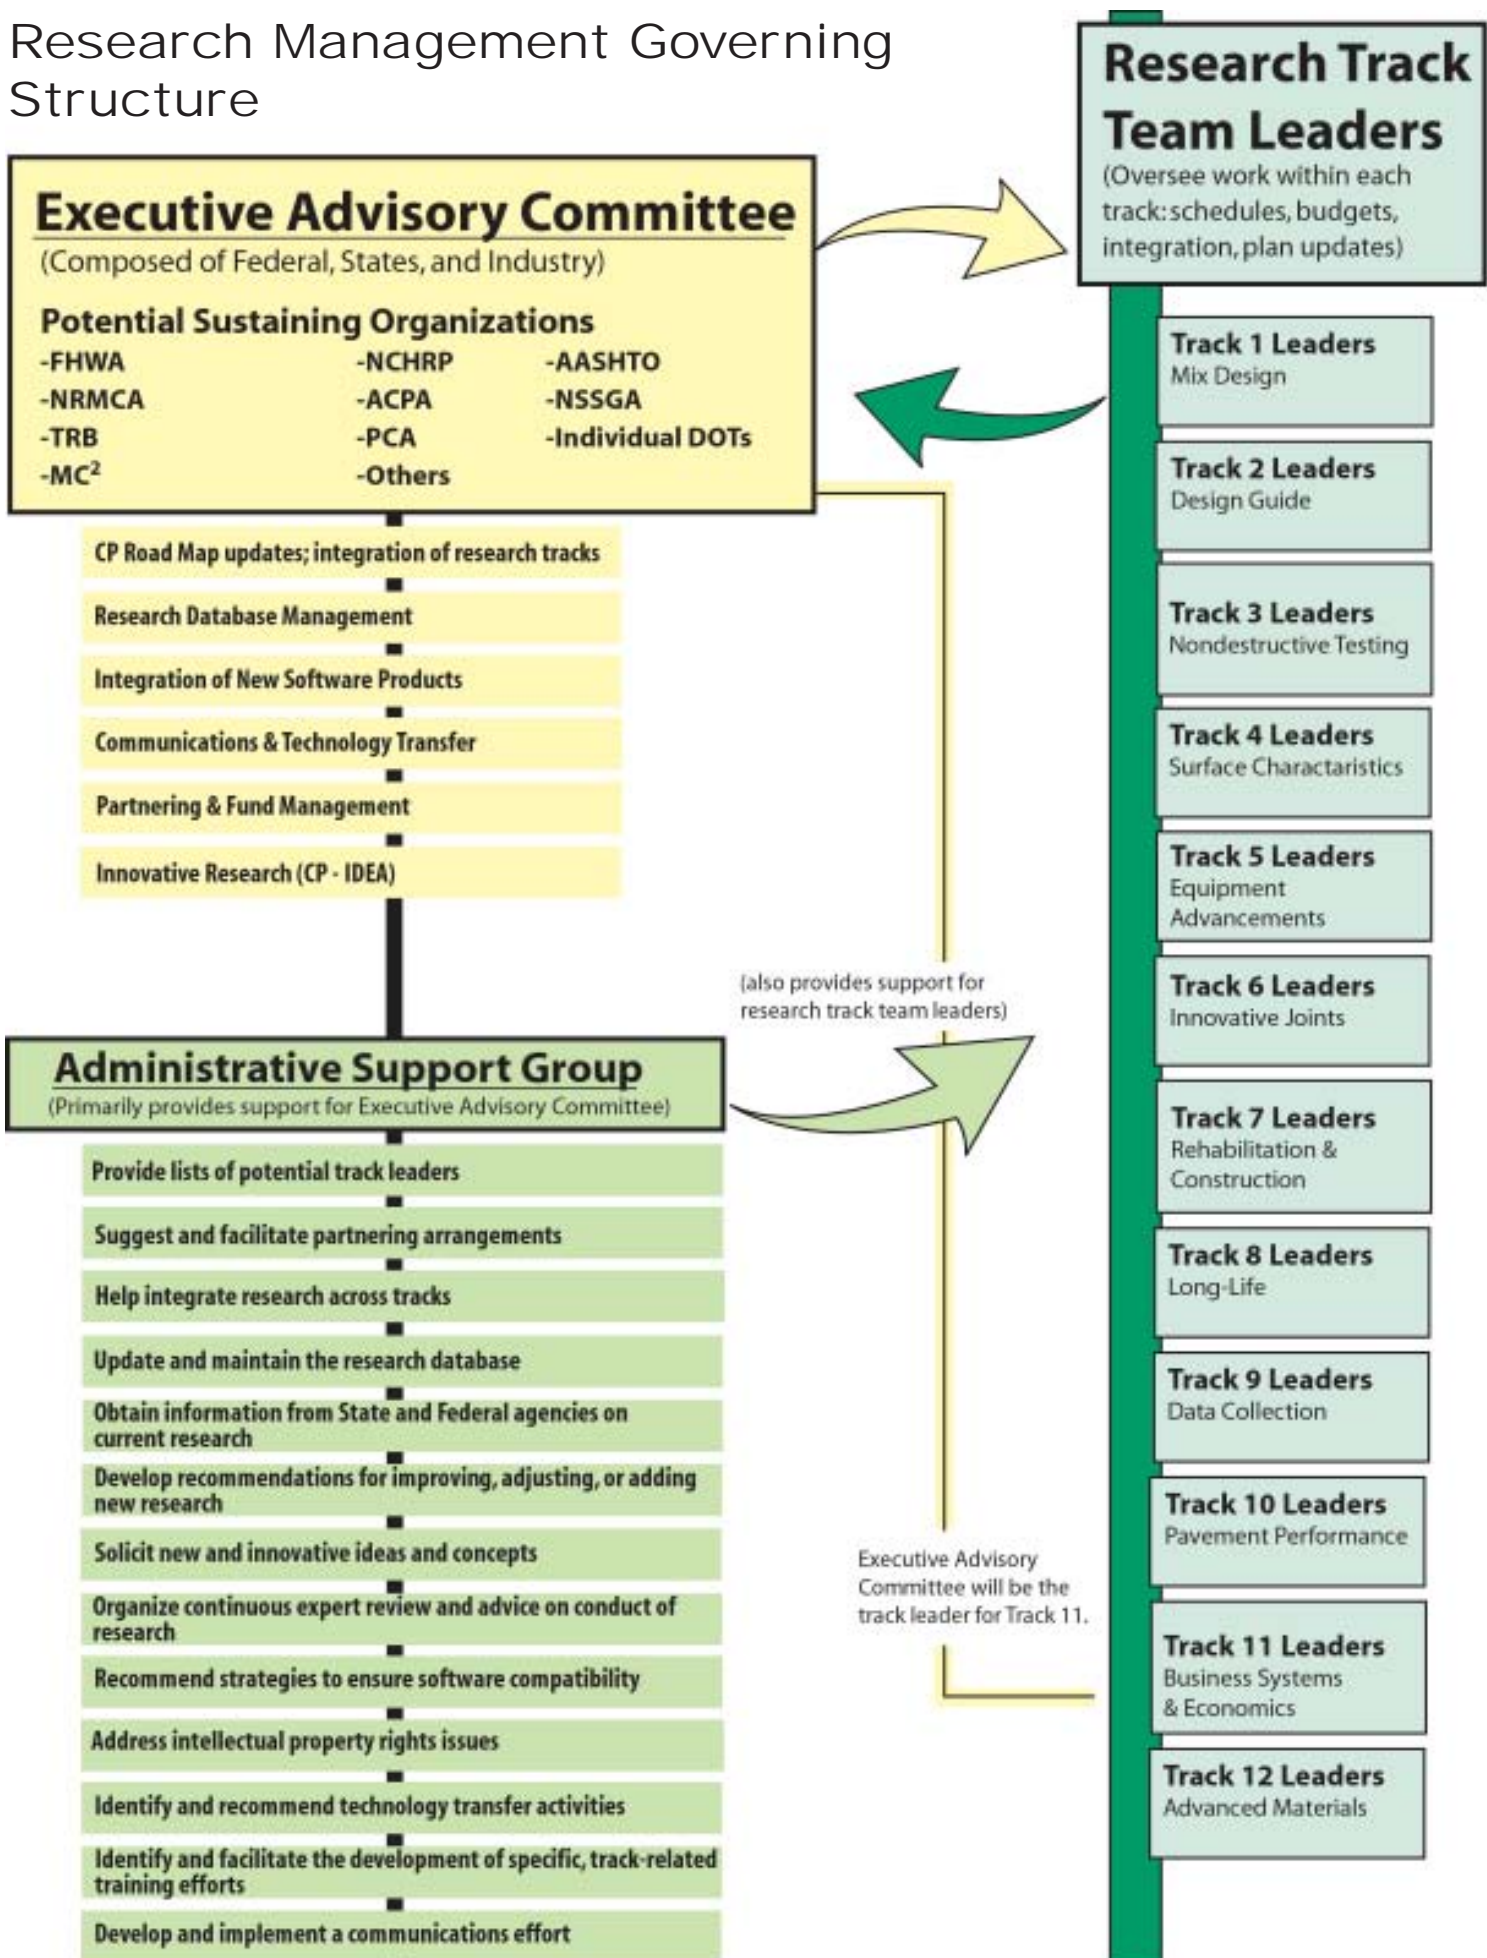 Research Management Governing
Structure
Executive Advisory Committee
(Composed of Federal, States, and Industry)
Potential Sustaining Organizations
-FHWA
-NRMCA
-TRB
-MC²
-NCHRP
-ACPA
-PCA
-Others
-AASHTO
-NSSGA
-Individual DOTs
CP Road Map updates; integration of research tracks
Research Database Management
Integration of New Software Products
Communications & Technology Transfer
Partnering & Fund Management
Innovative Research (CP - IDEA)
(also provides support for
research track team leaders)
Administrative Support Group
(Primarily provides support for Executive Advisory Committee)
Provide lists of potential track leaders
Suggest and facilitate partnering arrangements
Help integrate research across tracks
Update and maintain the research database
Obtain information from State and Federal agencies on
current research
Develop recommendations for improving, adjusting, or adding
new research
Solicit new and innovative ideas and concepts
Organize continuous expert review and advice on conduct of
research
Recommend strategies to ensure software compatibility
Address intellectual property rights issues
Identify and recommend technology transfer activities
Identify and facilitate the development of specific, track-related
training efforts
Develop and implement a communications effort
Executive Advisory
Committee will be the
track leader for Track 11.
Research Track
Team Leaders
(Oversee work within each
track: schedules, budgets,
integration, plan updates)
Track 1 Leaders
Mix Design
Track 2 Leaders
Design Guide
Track 3 Leaders
Nondestructive Testing
Track 4 Leaders
Surface Charactaristics
Track 5 Leaders
Equipment
Advancements
Track 6 Leaders
Innovative Joints
Track 7 Leaders
Rehabilitation &
Construction
Track 8 Leaders
Long-Life
Track 9 Leaders
Data Collection
Track 10 Leaders
Pavement Performance
Track 11 Leaders
Business Systems
& Economics
Track 12 Leaders
Advanced Materials